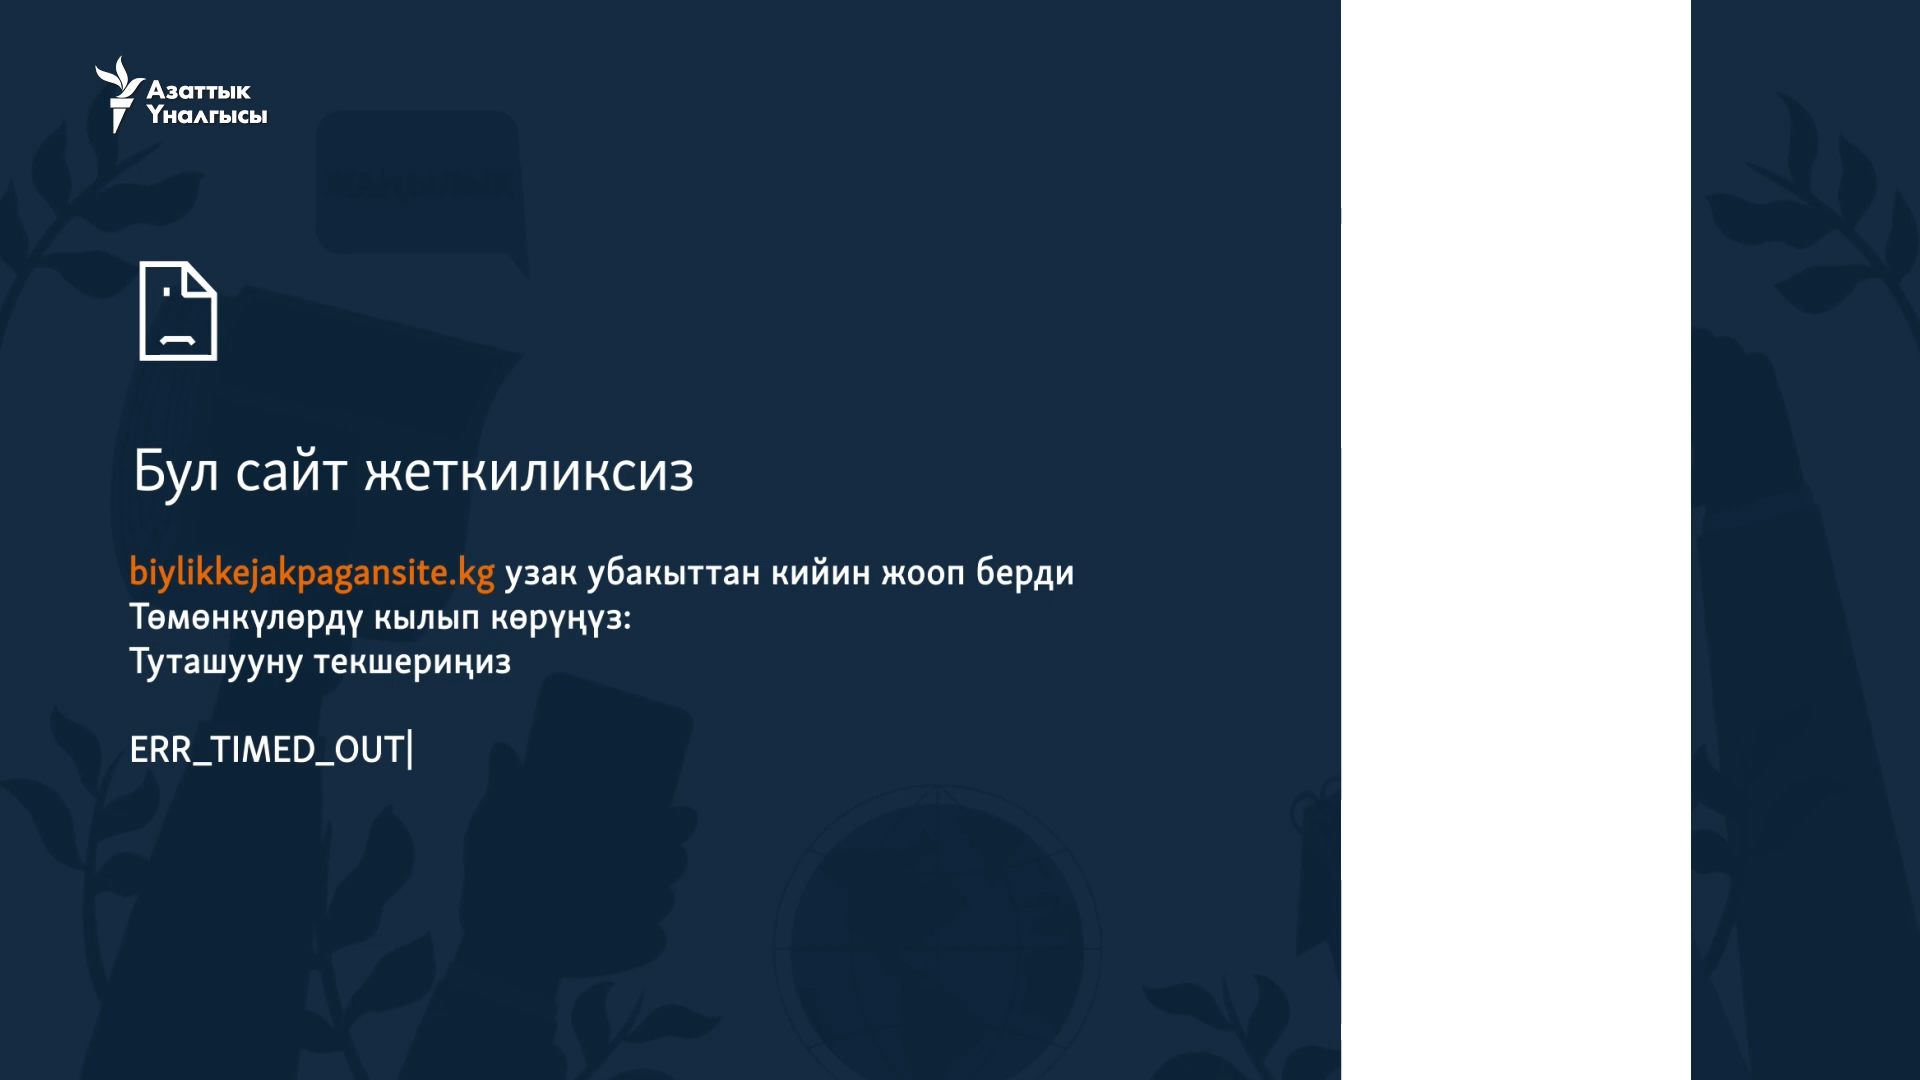 Азаттык
Үналгысы
Бул сайт жеткиликсиз
biylikkejakpagansite.kg узак убакыттан кийин жооп берди
Төмөнкүлөрдү кылып көрүңүз:
Туташууну текшериңиз
ERR_TIMED_OUT|